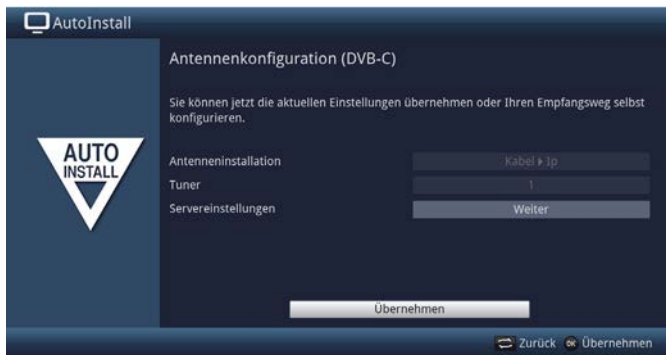 AutoInstall
Antennenkonfiguration (DVB-C)
Sie können jetzt die aktuellen Einstellungen übernehmen oder Ihren Empfangsweg selbst
konfigurieren.
AUTO
INSTALL
Antenneninstallation Kabel ▸ Ip
Tuner 1
Servereinstellungen Weiter
Übernehmen
Zurück OK Übernehmen